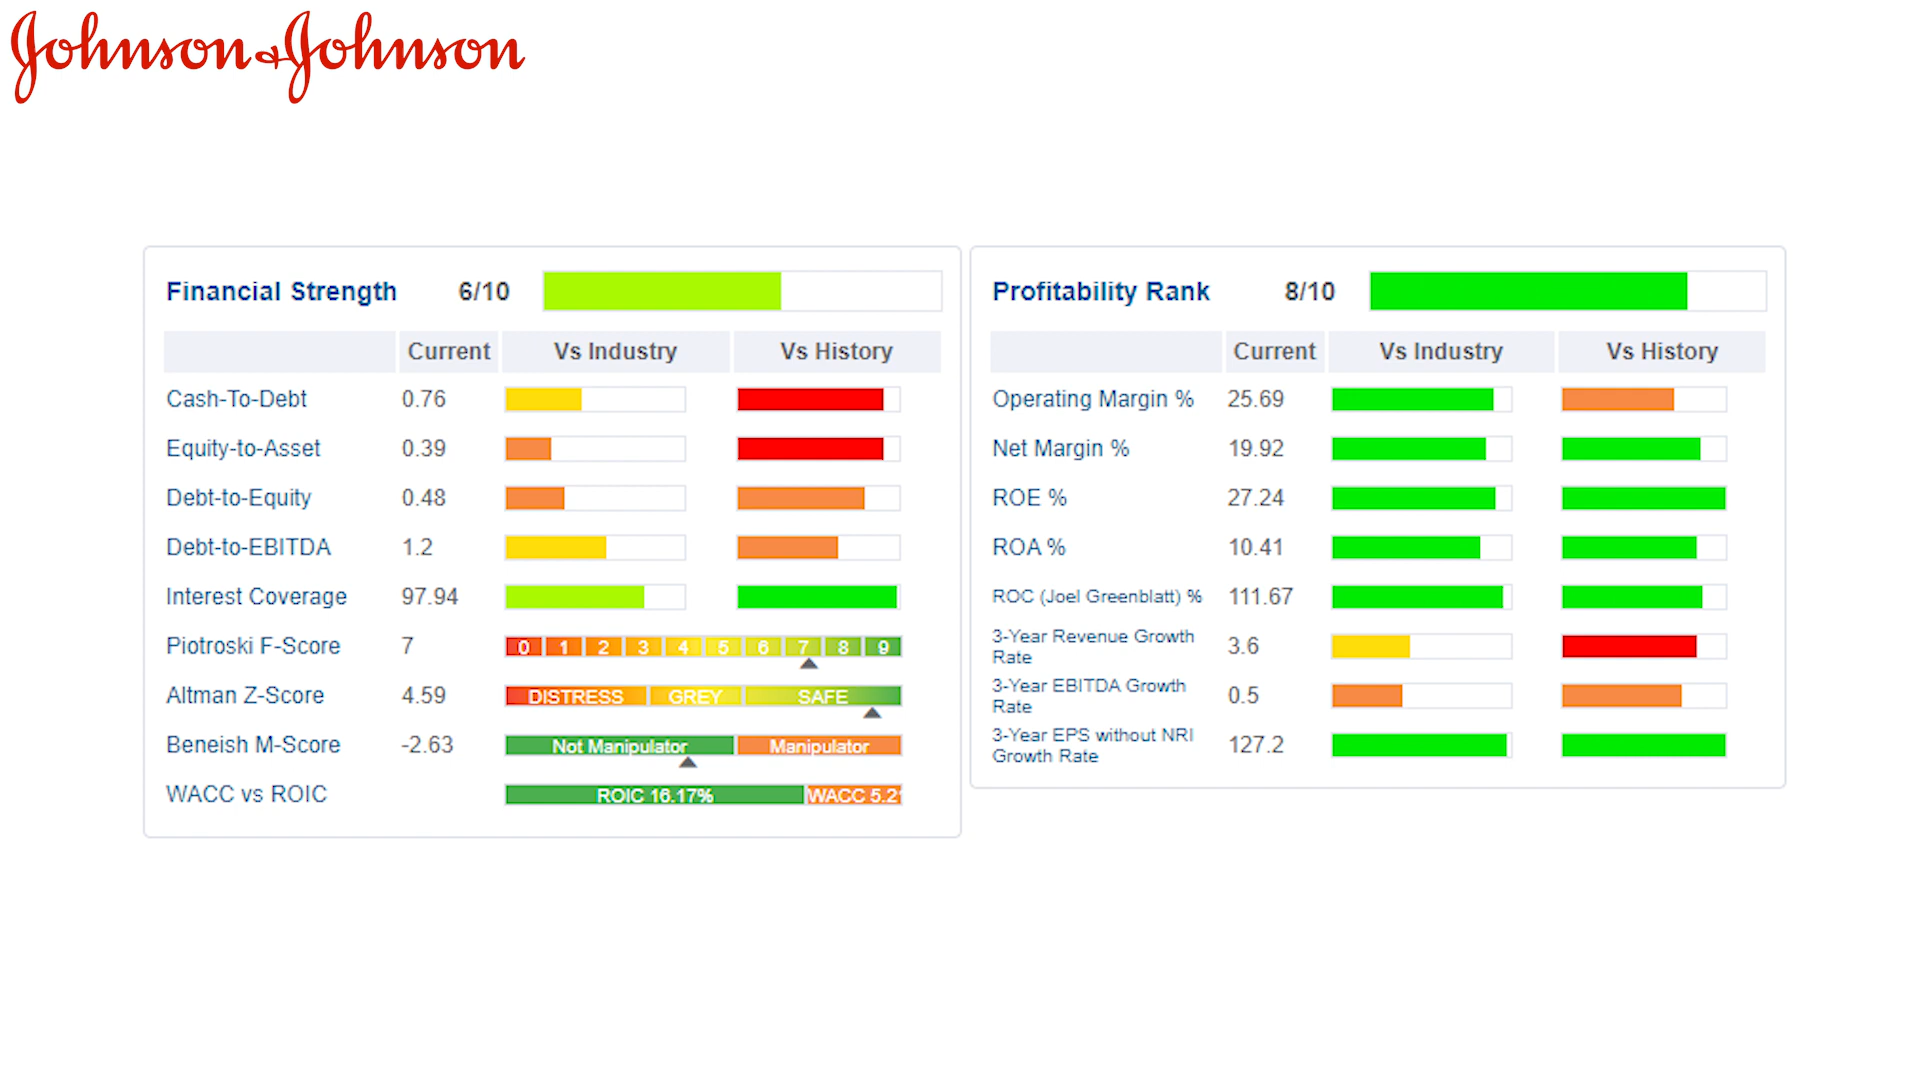 Johnson & Johnson
Financial Strength 6/10
Current Vs Industry Vs History
Cash-To-Debt 0.76
Equity-to-Asset 0.39
Debt-to-Equity 0.48
Debt-to-EBITDA 1.2
Interest Coverage 97.94
Piotroski F-Score 7 0 1 2 3 4 5 6 7 8 9
Altman Z-Score 4.59 DISTRESS GREY SAFE
Beneish M-Score -2.63 Not Manipulator Manipulator
WACC vs ROIC ROIC 16.17% WACC 5.2
Profitability Rank 8/10
Current Vs Industry Vs History
Operating Margin % 25.69
Net Margin % 19.92
ROE % 27.24
ROA % 10.41
ROC (Joel Greenblatt) % 111.67
3-Year Revenue Growth
Rate 3.6
3-Year EBITDA Growth
Rate 0.5
3-Year EPS without NRI
Growth Rate 127.2